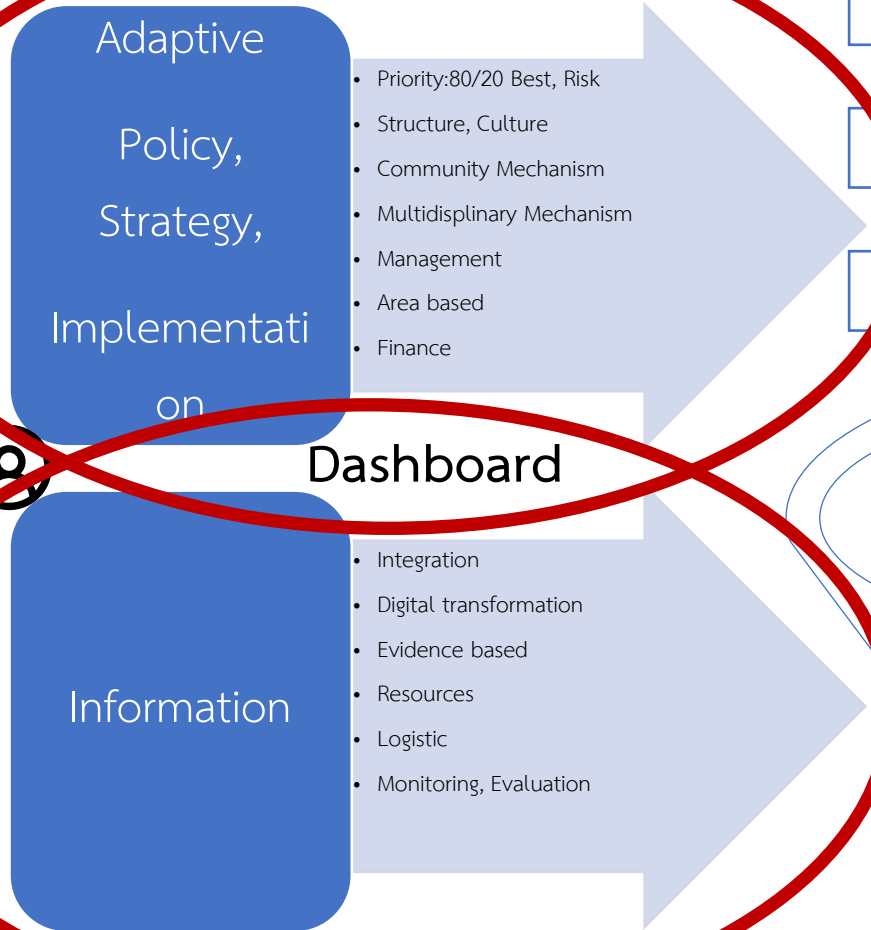 Adaptive
Policy,
Strategy,
Implementati
on
• Priority:80/20 Best, Risk
• Structure, Culture
• Community Mechanism
• Multidisplinary Mechanism
• Management
• Area based
• Finance
Dashboard
Information
• Integration
• Digital transformation
• Evidence based
• Resources
• Logistic
• Monitoring, Evaluation